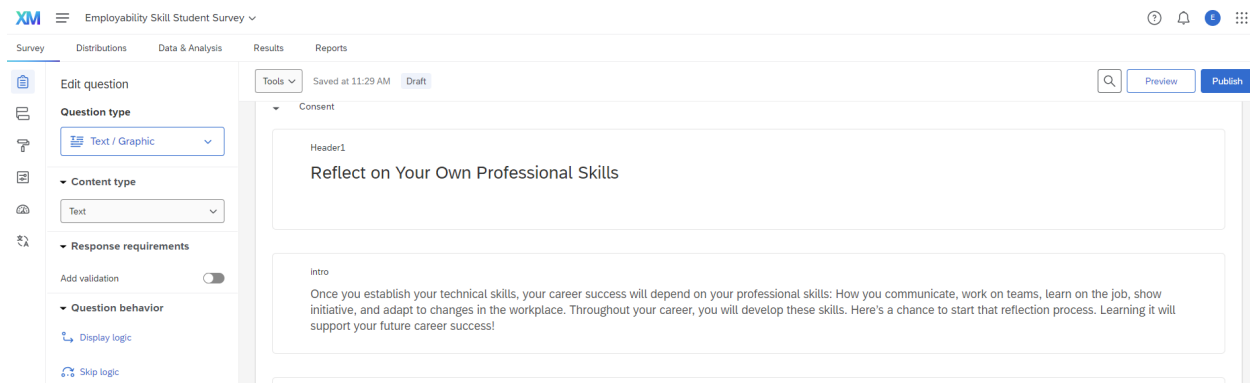 XM
Employability Skill Student Survey
E
Survey
Distributions
Data & Analysis
Results
Reports
Edit question
Question type
Text / Graphic
Content type
Text
Response requirements
Add validation
Question behavior
Display logic
Skip logic
Tools
Saved at 11:29 AM
Draft
Preview
Publish
Consent
Header1
Reflect on Your Own Professional Skills
intro
Once you establish your technical skills, your career success will depend on your professional skills: How you communicate, work on teams, learn on the job, show
initiative, and adapt to changes in the workplace. Throughout your career, you will develop these skills. Here's a chance to start that reflection process. Learning it will
support your future career success!